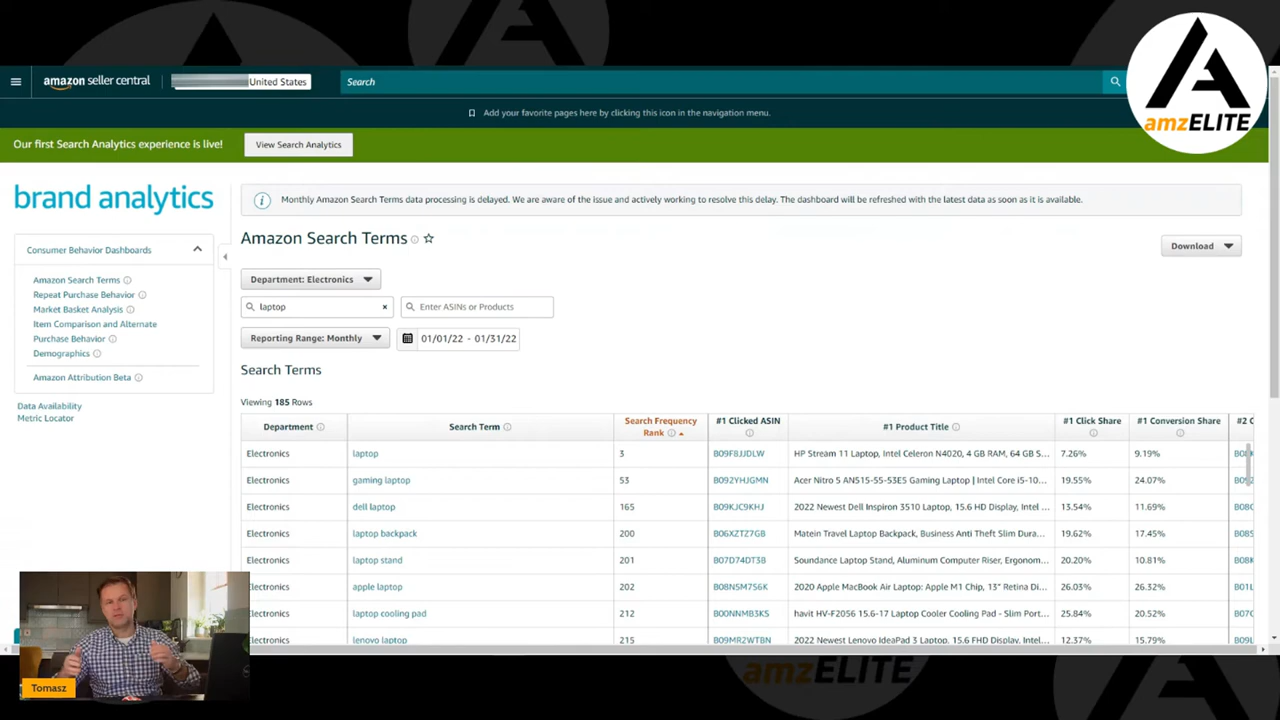 amazon seller central
United States
Search
Add your favorite pages here by clicking this icon in the navigation menu.
A
amzELITE
Our first Search Analytics experience is live!
View Search Analytics
brand analytics
Monthly Amazon Search Terms data processing is delayed. We are aware of the issue and actively working to resolve this delay. The dashboard will be refreshed with the latest data as soon as it is available.
Consumer Behavior Dashboards
Amazon Search Terms
Repeat Purchase Behavior
Market Basket Analysis
Item Comparison and Alternate
Purchase Behavior
Demographics
Amazon Attribution Beta
Data Availability
Metric Locator
Amazon Search Terms
Download
Department: Electronics
laptop
Enter ASINs or Products
Reporting Range: Monthly
01/01/22 - 01/31/22
Search Terms
Viewing 185 Rows
Department Search Term Search Frequency Rank #1 Clicked ASIN #1 Product Title #1 Click Share #1 Conversion Share #2 C
Electronics laptop 3 B09F8JJDLW HP Stream 11 Laptop, Intel Celeron N4020, 4 GB RAM, 64 GB S... 7.26% 9.19%
Electronics gaming laptop 53 B092YHJGMN Acer Nitro 5 AN515-55-53E5 Gaming Laptop | Intel Core i5-10... 19.55% 24.07%
Electronics dell laptop 165 B09KJC9KHJ 2022 Newest Dell Inspiron 3510 Laptop, 15.6 HD Display, Intel ... 13.54% 11.69% B08C
Electronics laptop backpack 200 B06XZTZ7GB Matein Travel Laptop Backpack, Business Anti Theft Slim Dura... 19.62% 17.45% B08S
Electronics laptop stand 201 B07D74DT3B Soundance Laptop Stand, Aluminum Computer Riser, Ergonom... 20.20% 10.81% B08K
Electronics apple laptop 202 B08N5M7S6K 2020 Apple MacBook Air Laptop: Apple M1 Chip, 13" Retina Di... 26.03% 26.32% B01L
Electronics laptop cooling pad 212 B00NNMB3KS havit HV-F2056 15.6-17 Laptop Cooler Cooling Pad - Slim Port... 25.84% 20.52% B07C
Electronics lenovo laptop 215 B09MR2WTBN 2022 Newest Lenovo IdeaPad 3 Laptop, 15.6 FHD Display, Intel ... 12.37% 15.79% B09L
Tomasz
amzELITE